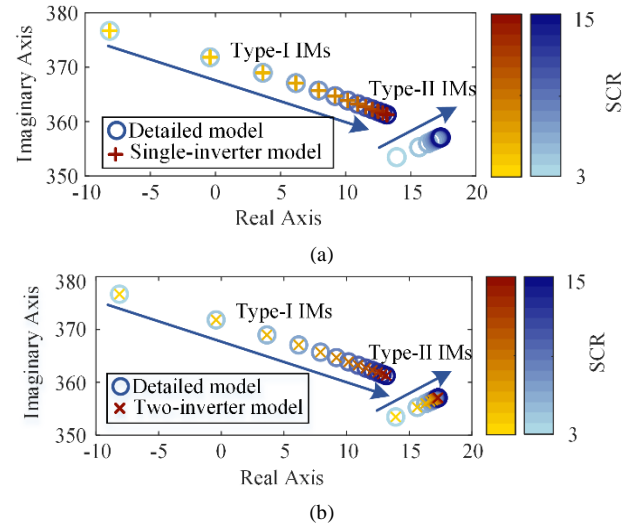 380
370
360
350
Imaginary Axis
Type-I IMs
Type-II IMs
Detailed model
Single-inverter model
-10 -5 0 5 10 15 20
Real Axis
15
3
SCR
(a)
380
370
360
350
Imaginary Axis
Type-I IMs
Type-II IMs
Detailed model
Two-inverter model
-10 -5 0 5 10 15 20
Real Axis
15
3
SCR
(b)